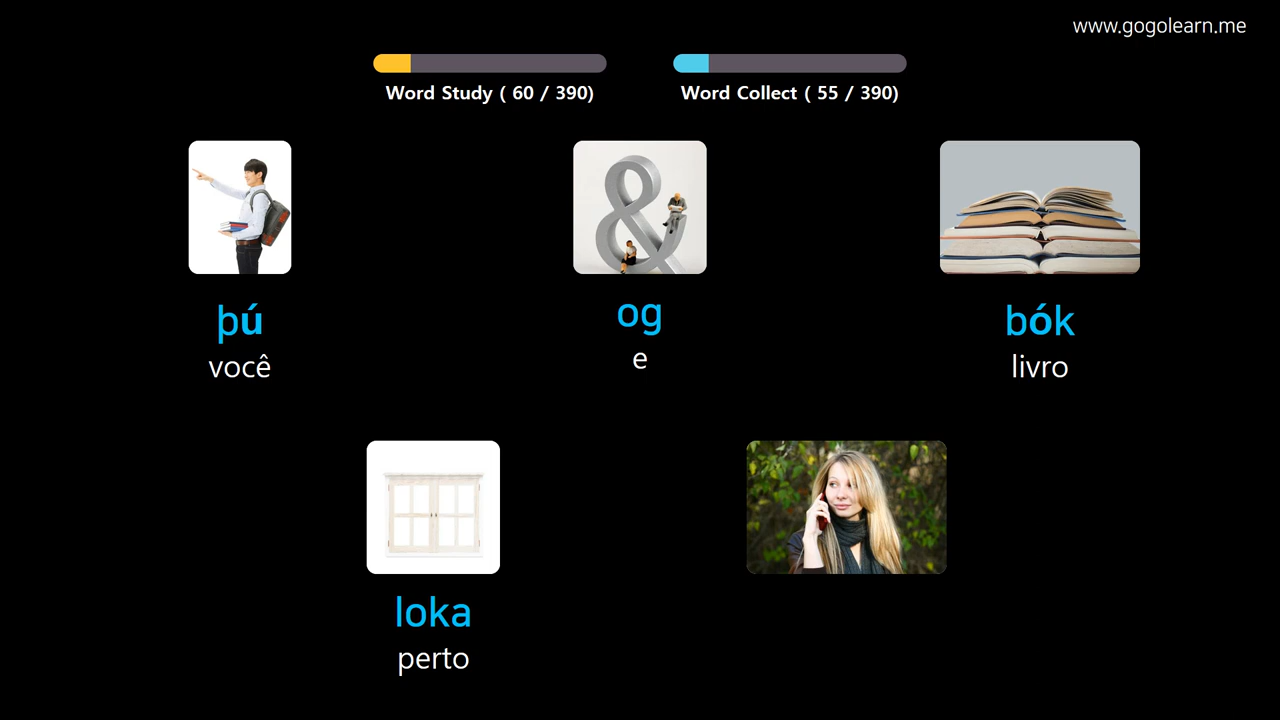 www.gogolearn.me
Word Study ( 60 / 390)
Word Collect ( 55 / 390)
þú
você
og
e
bók
livro
loka
perto